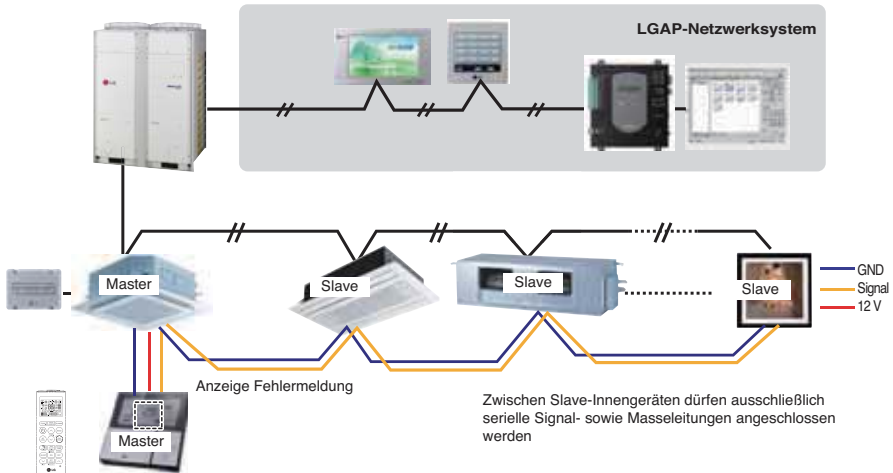 LGAP-Netzwerksystem
Master
Slave
Slave
Slave
GND
Signal
12 V
Anzeige Fehlermeldung
Master
Zwischen Slave-Innengeräten dürfen ausschließlich
serielle Signal- sowie Masseleitungen angeschlossen
werden